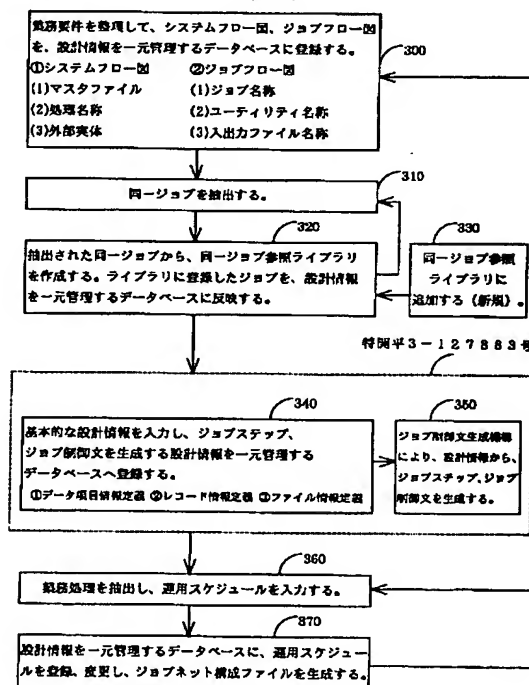 業務要件を整理して、システムフロー図、ジョブフロー図
を、設計情報を一元管理するデータベースに登録する。
①システムフロー図 ②ジョブフロー図
(1)マスタファイル (1)ジョブ名称
(2)処理名称 (2)ユーティリティ名称
(3)外部実体 (3)入出力ファイル名称
300
310
同一ジョブを抽出する。
320
抽出された同一ジョブから、同一ジョブ参照ライブラリ
を作成する。ライブラリに登録したジョブを、設計情報
を一元管理するデータベースに反映する。
330
同一ジョブ参照
ライブラリに
追加する(新規)。
特開平3-127883号
340
基本的な設計情報を入力し、ジョブステップ、
ジョブ制御文を生成する設計情報を一元管理する
データベースへ登録する。
①データ項目情報定義 ②レコード情報定義 ③ファイル情報定義
350
ジョブ制御文生成機構
により、設計情報から、
ジョブステップ、ジョブ
制御文を生成する。
360
業務処理を抽出し、運用スケジュールを入力する。
370
設計情報を一元管理するデータベースに、運用スケジュー
ルを登録、変更し、ジョブネット構成ファイルを生成する。